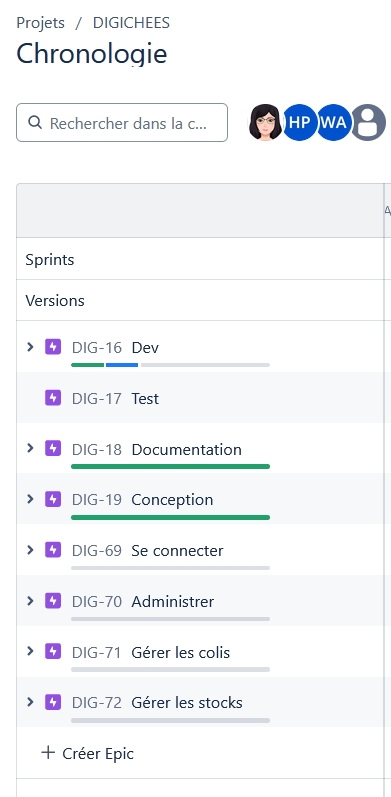 Projets / DIGICHEES
Chronologie
Rechercher dans la c...
HP WA
A
Sprints
Versions
DIG-16 Dev
DIG-17 Test
DIG-18 Documentation
DIG-19 Conception
DIG-69 Se connecter
DIG-70 Administrer
DIG-71 Gérer les colis
DIG-72 Gérer les stocks
+ Créer Epic